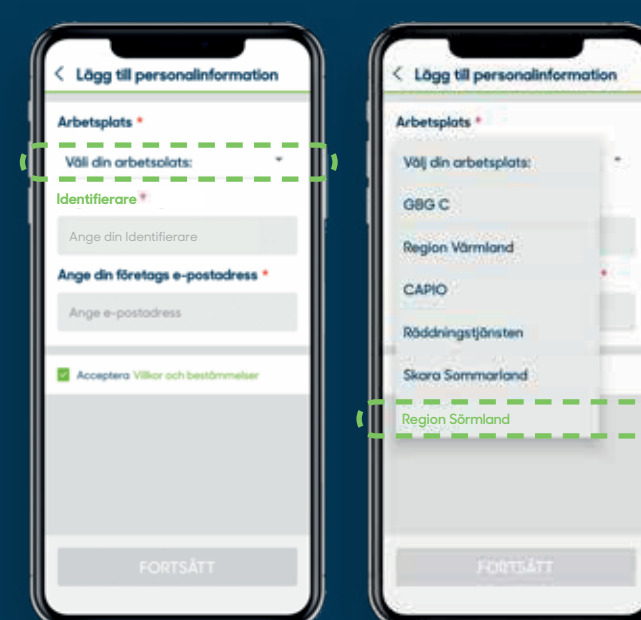 Lägg till personalinformation
Arbetsplats *
Välj din arbetsplats:
Identifierare *
Ange din Identifierare
Ange din företags e-postadress *
Ange e-postadress
Acceptera Villkor och bestämmelser
FORTSÄTT
Lägg till personalinformation
Arbetsplats *
Välj din arbetsplats:
GBG C
Region Värmland
CAPIO
*
Räddningstjänsten
Skara Sommarland
Region Sörmland
FORTSÄTT